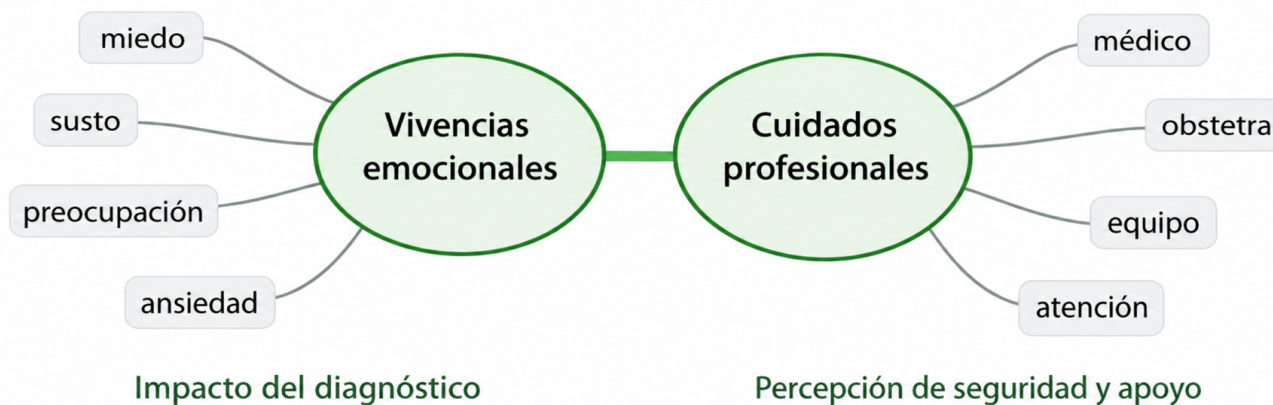 miedo
susto
preocupación
ansiedad
Vivencias
emocionales
Cuidados
profesionales
médico
obstetra
equipo
atención
Impacto del diagnóstico
Percepción de seguridad y apoyo